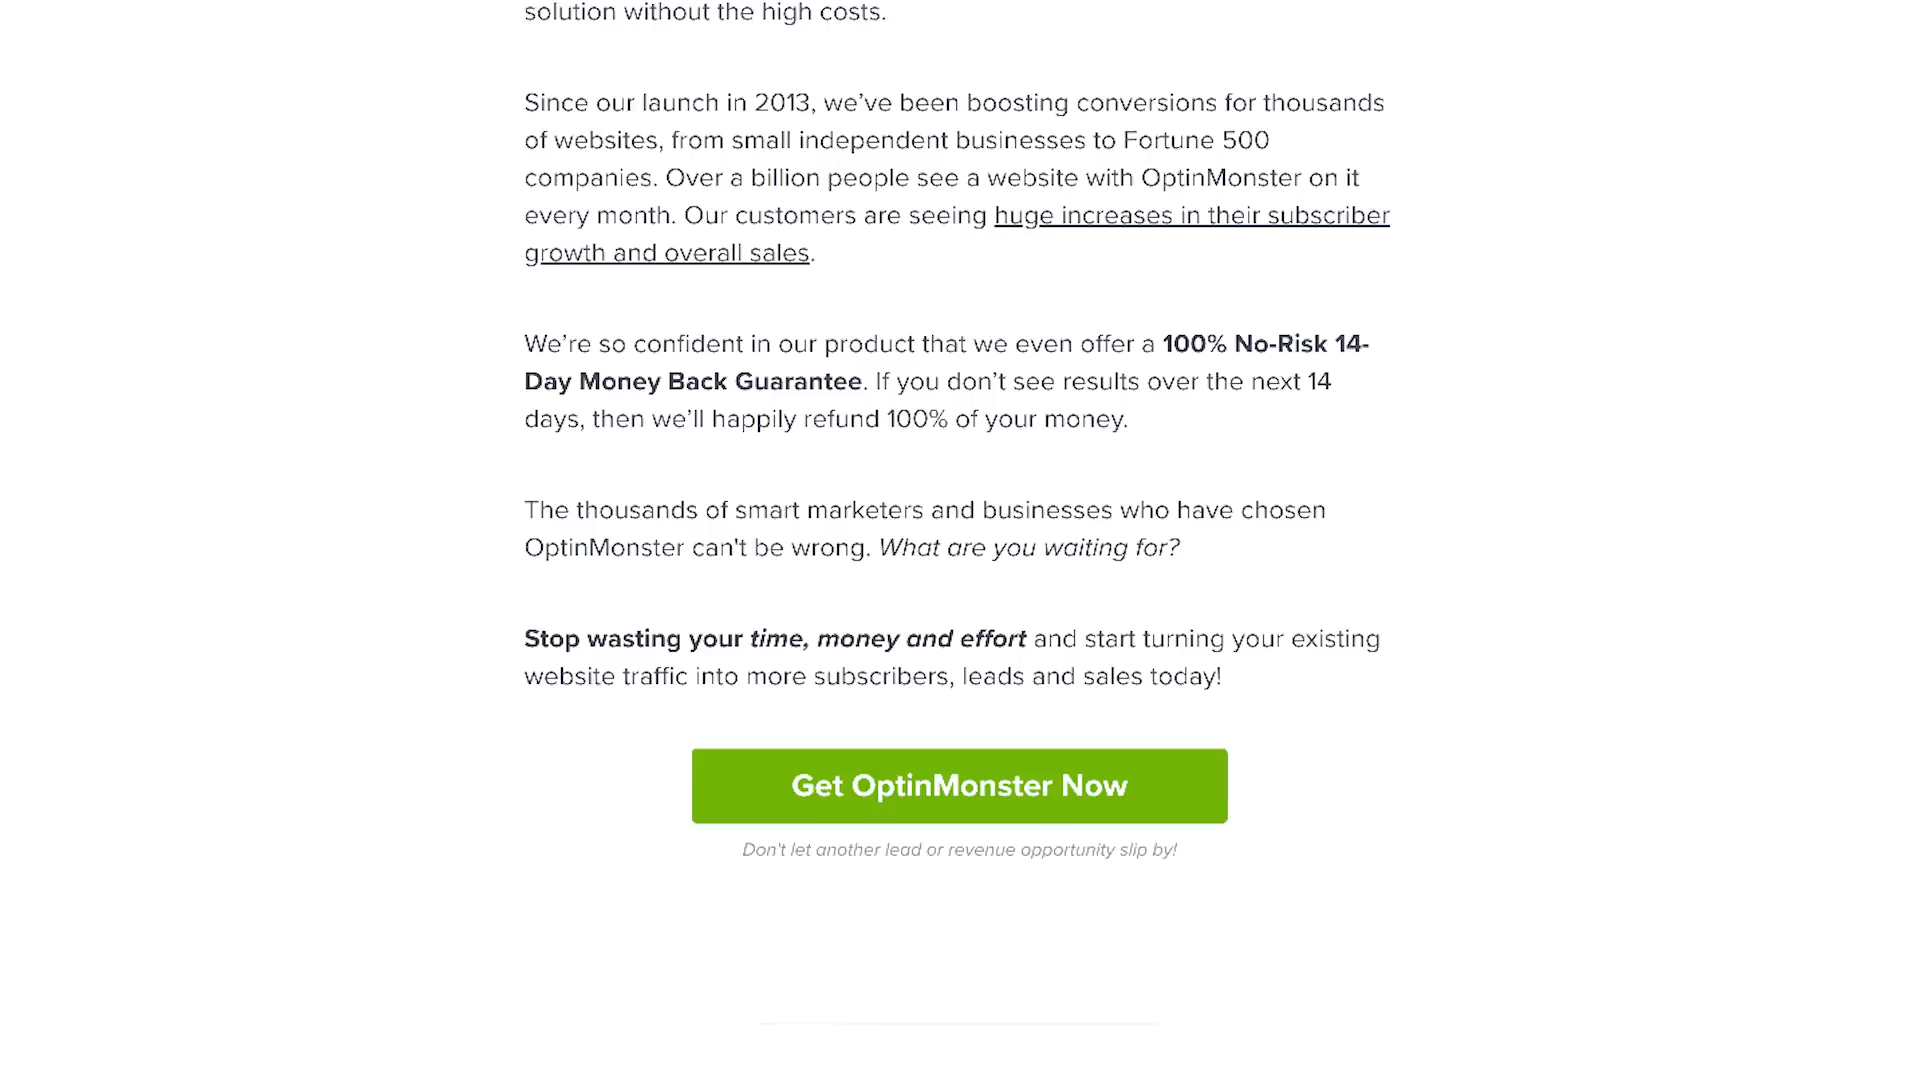 solution without the high costs.
Since our launch in 2013, we’ve been boosting conversions for thousands
of websites, from small independent businesses to Fortune 500
companies. Over a billion people see a website with OptinMonster on it
every month. Our customers are seeing huge increases in their subscriber
growth and overall sales.
We’re so confident in our product that we even offer a 100% No-Risk 14-
Day Money Back Guarantee. If you don’t see results over the next 14
days, then we’ll happily refund 100% of your money.
The thousands of smart marketers and businesses who have chosen
OptinMonster can't be wrong. What are you waiting for?
Stop wasting your time, money and effort and start turning your existing
website traffic into more subscribers, leads and sales today!
Get OptinMonster Now
Don't let another lead or revenue opportunity slip by!